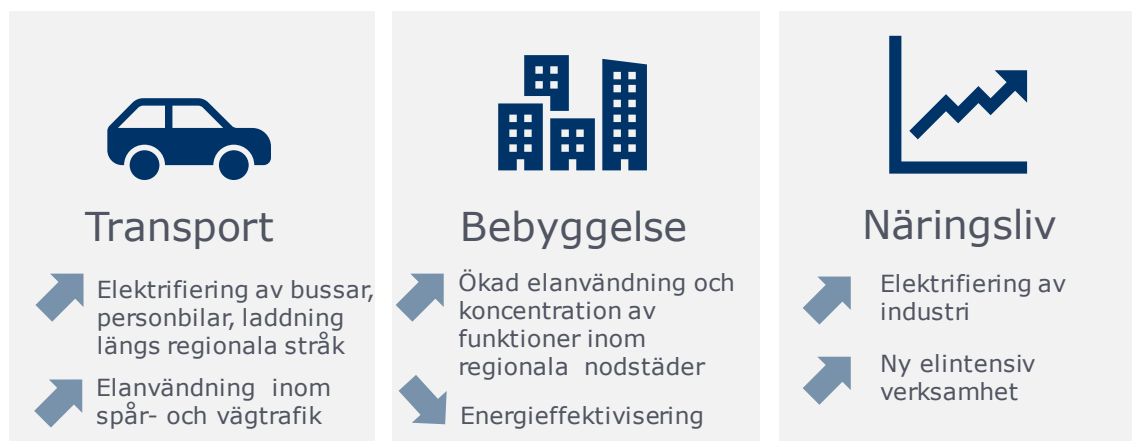 Transport
Elektrifiering av bussar,
personbilar, laddning
längs regionala stråk
Elanvändning inom
spår- och vägtrafik
Bebyggelse
Ökad elanvändning och
koncentration av
funktioner inom
regionala nodstäder
Energieffektivisering
Näringsliv
Elektrifiering av
industri
Ny elintensiv
verksamhet